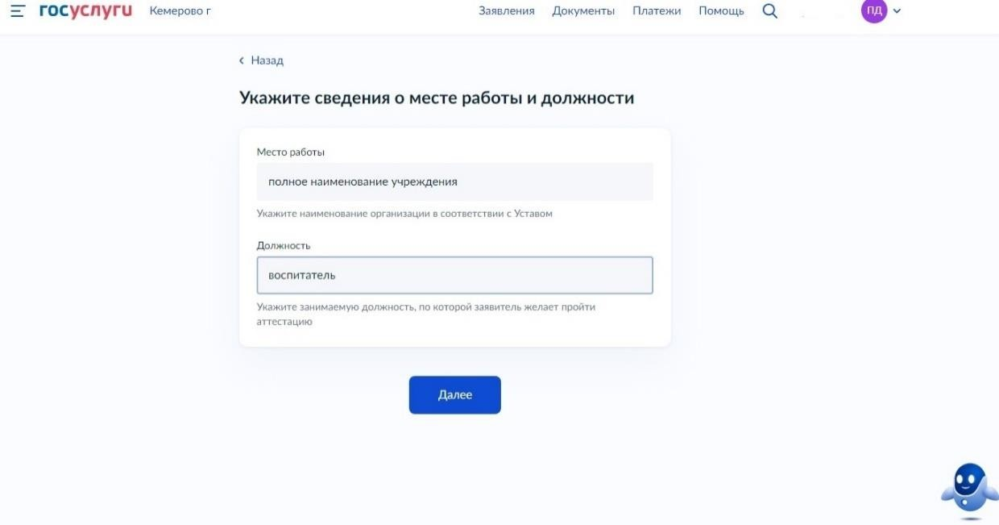 госуслуги Кемерово г Заявления Документы Платежи Помощь ПД
Назад
Укажите сведения о месте работы и должности
Место работы
полное наименование учреждения
Укажите наименование организации в соответствии с Уставом
Должность
воспитатель
Укажите занимаемую должность, по которой заявитель желает пройти
аттестацию
Далее